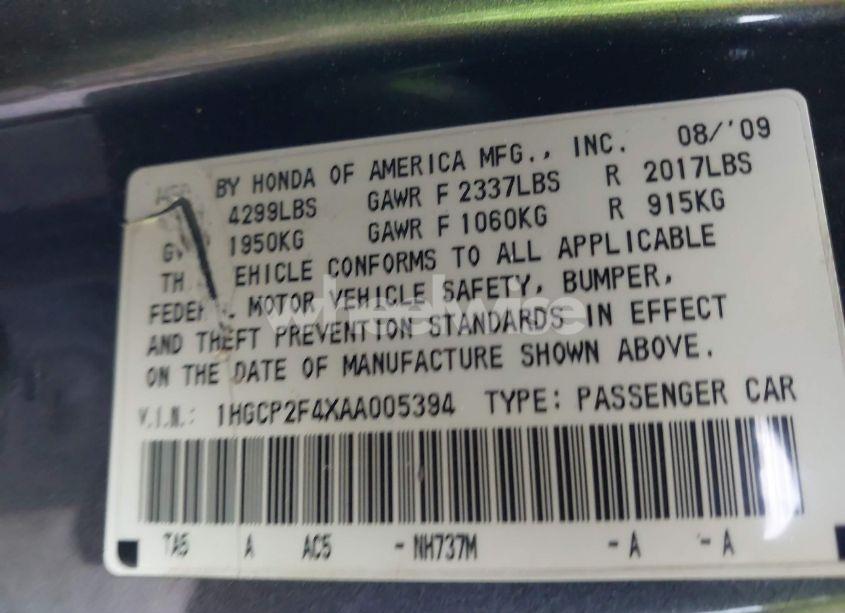 BY HONDA OF AMERICA MFG., INC. 08/'09
4299LBS GAWR F 2337LBS R 2017LBS
1950KG GAWR F 1060KG R 915KG
EHICLE CONFORMS TO ALL APPLICABLE
MOTOR VEHICLE SAFETY, BUMPER,
AND THEFT PREVENTION STANDARDS IN EFFECT
ON THE DATE OF MANUFACTURE SHOWN ABOVE.
V.I.N.: 1HGCP2F4XAA005394 TYPE: PASSENGER CAR
TA5 A AC5 - NH737M - A - A
wheelwise